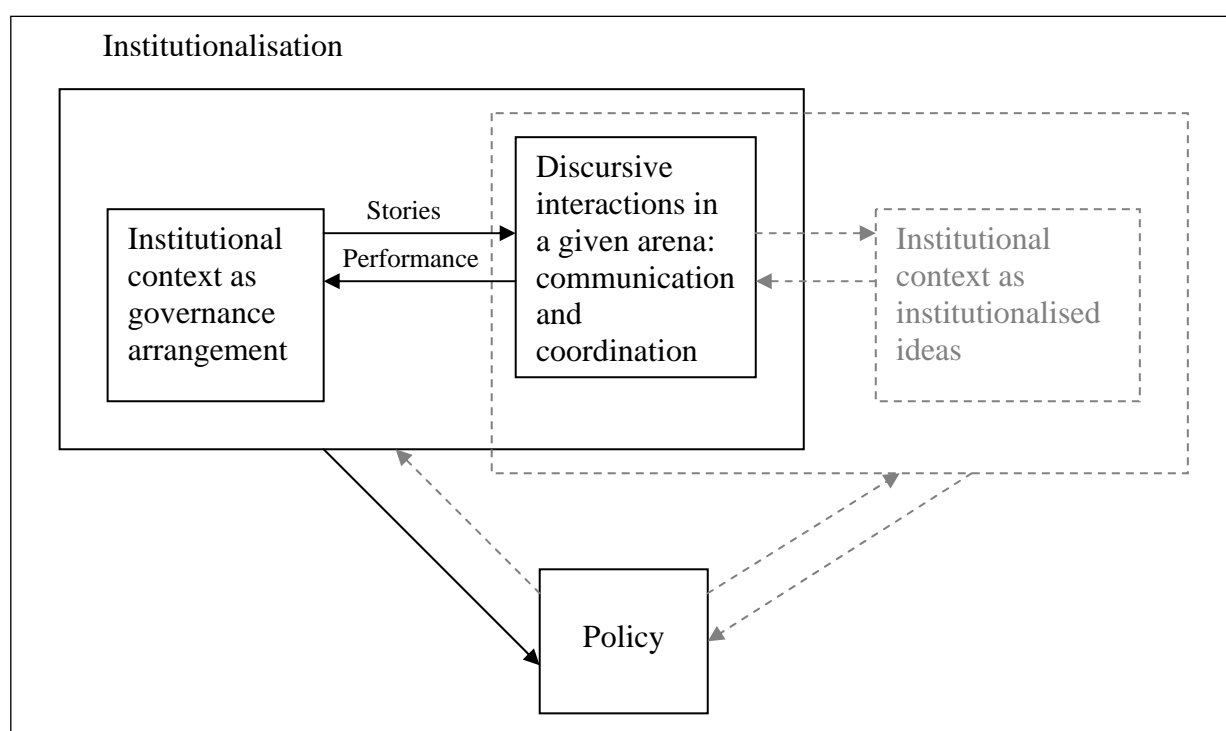 Institutionalisation
Institutional
context as
governance
arrangement
Stories
Performance
Discursive
interactions in
a given arena:
communication
and
coordination
Institutional
context as
institutionalised
ideas
Policy